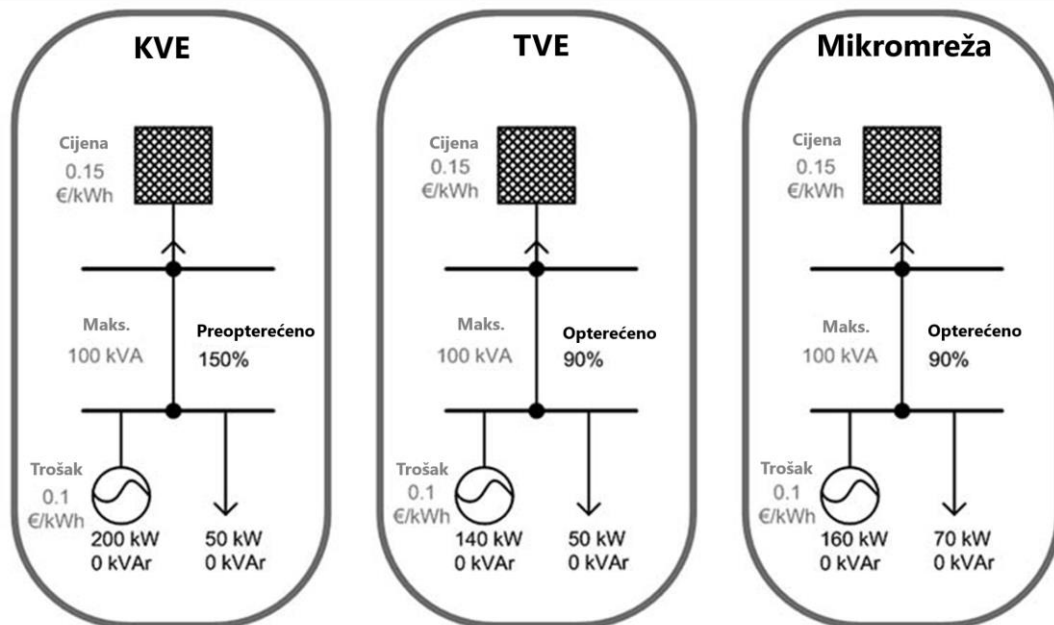 KVE
Cijena
0.15
€/kWh
Maks.
100 kVA
Preopterećeno
150%
Trošak
0.1
€/kWh
200 kW
0 kVAr
50 kW
0 kVAr
TVE
Cijena
0.15
€/kWh
Maks.
100 kVA
Opterećeno
90%
Trošak
0.1
€/kWh
140 kW
0 kVAr
50 kW
0 kVAr
Mikromreža
Cijena
0.15
€/kWh
Maks.
100 kVA
Opterećeno
90%
Trošak
0.1
€/kWh
160 kW
0 kVAr
70 kW
0 kVAr